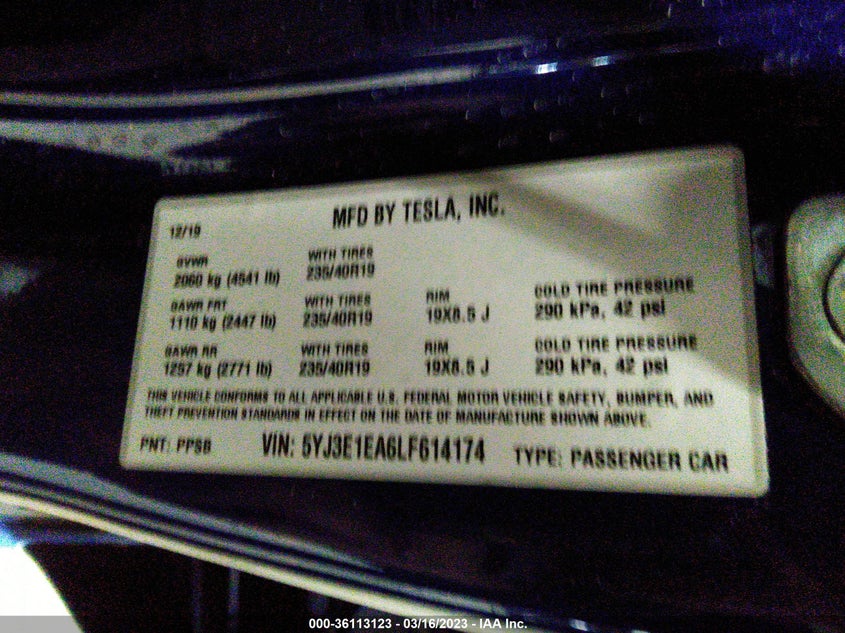 MFD BY TESLA, INC.
12/19
GVWR
2060 kg (4541 lb)
WITH TIRES
235/40R19
GAWR FRT
1110 kg (2447 lb)
WITH TIRES
235/40R19
RIM
19X8.5 J
COLD TIRE PRESSURE
290 kPa, 42 psi
GAWR RR
1257 kg (2771 lb)
WITH TIRES
235/40R19
RIM
19X8.5 J
COLD TIRE PRESSURE
290 kPa, 42 psi
THIS VEHICLE CONFORMS TO ALL APPLICABLE U.S. FEDERAL MOTOR VEHICLE SAFETY, BUMPER, AND
THEFT PREVENTION STANDARDS IN EFFECT ON THE DATE OF MANUFACTURE SHOWN ABOVE.
PNT: PPSB VIN: 5YJ3E1EA6LF614174 TYPE: PASSENGER CAR
000-36113123 - 03/16/2023 - IAA Inc.